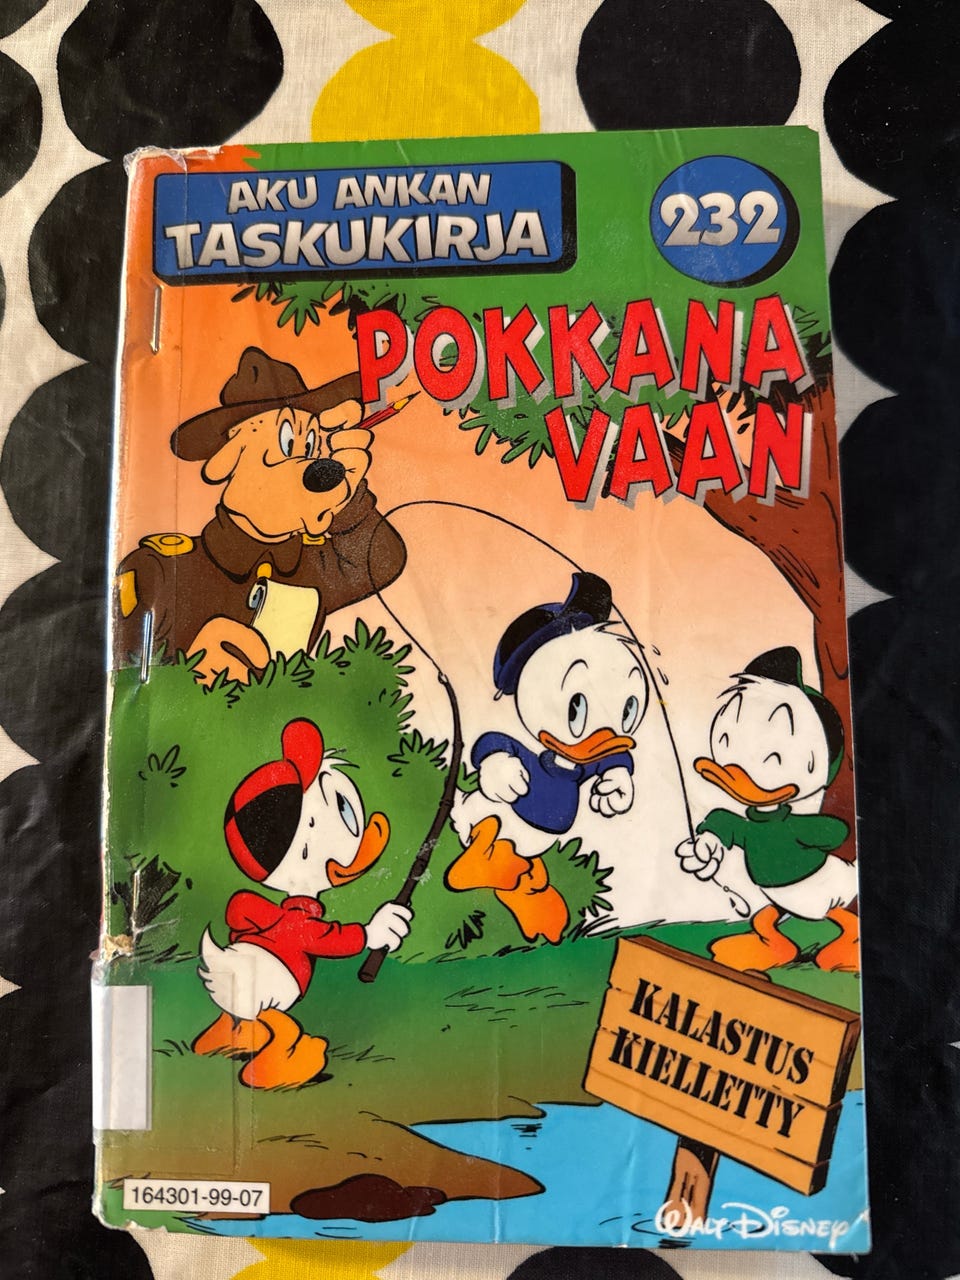 AKU ANKAN
TASKUKIRJA
232
POKKANA
VAAN
KALASTUS
KIELLETTY
164301-99-07
WALT DISNEY